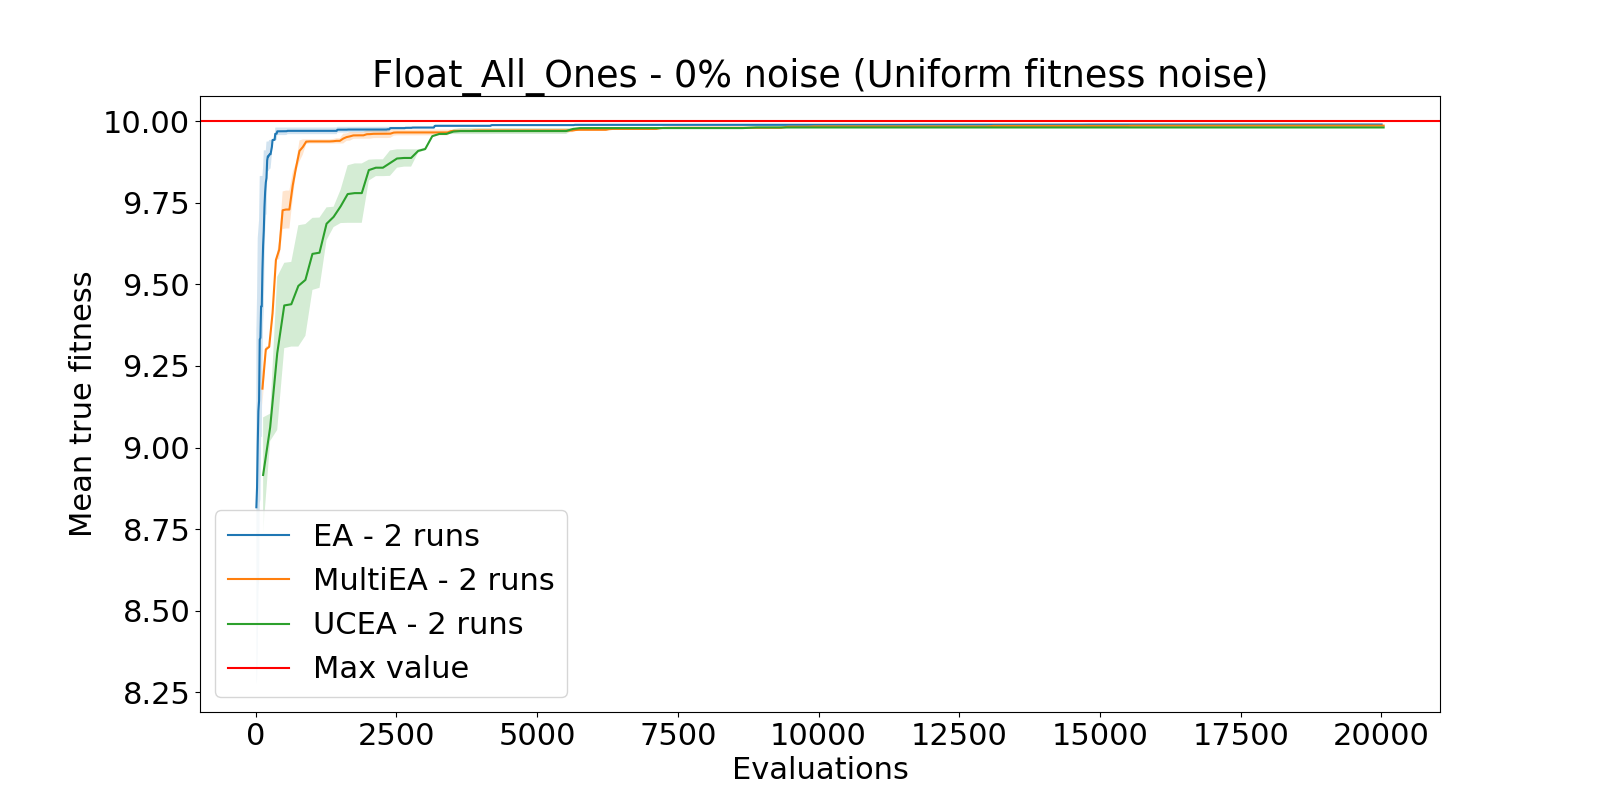 Float_All_Ones - 0% noise (Uniform fitness noise)
Mean true fitness
10.00
9.75
9.50
9.25
9.00
8.75
8.50
8.25
EA - 2 runs
MultiEA - 2 runs
UCEA - 2 runs
Max value
0 2500 5000 7500 10000 12500 15000 17500 20000
Evaluations